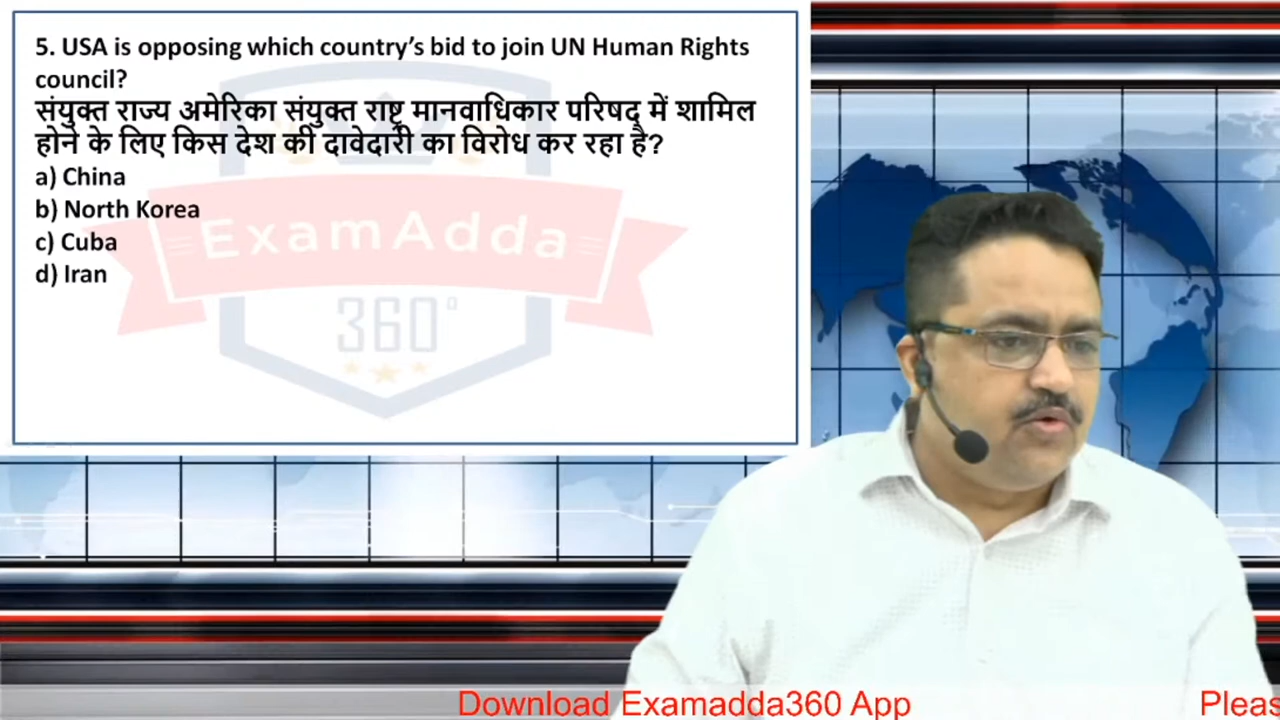 5. USA is opposing which country's bid to join UN Human Rights
council?
संयुक्त राज्य अमेरिका संयुक्त राष्ट्र मानवाधिकार परिषद् में शामिल
होने के लिए किस देश की दावेदारी का विरोध कर रहा है?
a) China
b) North Korea
c) Cuba
d) Iran
ExamAdda
360°
Download Examadda360 App